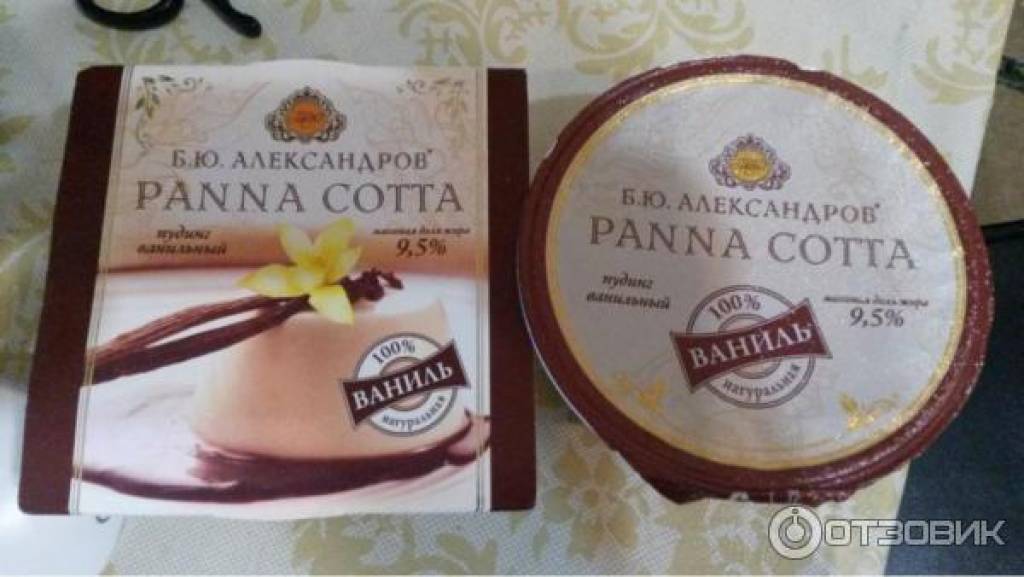 Б.Ю. АЛЕКСАНДРОВ
PANNA COTTA
пудинг
ванильный
массовая доля жира
9,5%
100%
ВАНИЛЬ
натуральная
Б.Ю. АЛЕКСАНДРОВ
PANNA COTTA
пудинг
ванильный
массовая доля жира
9,5%
100%
ВАНИЛЬ
натуральная
ОТЗОВИК